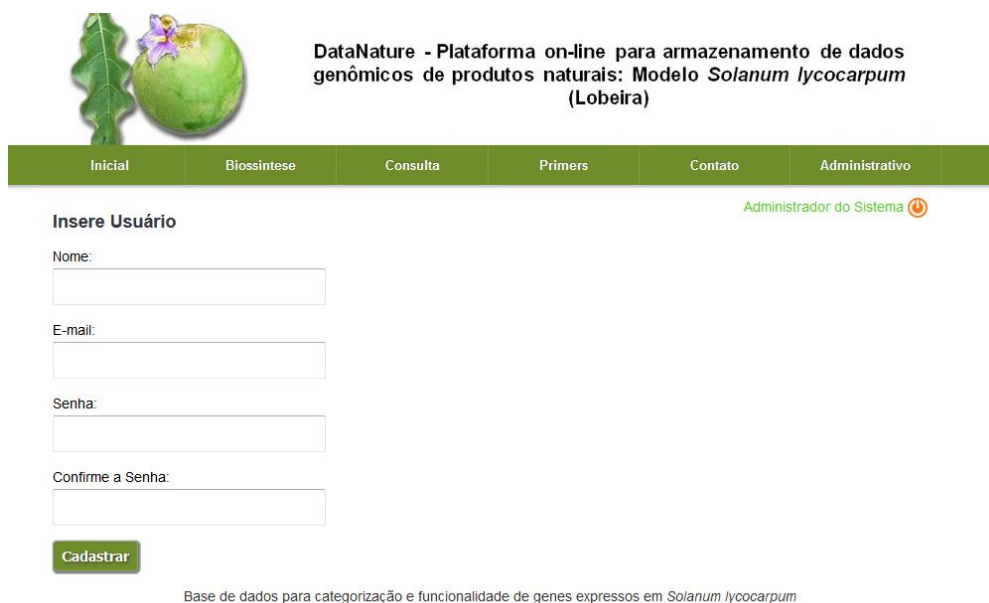 DataNature - Plataforma on-line para armazenamento de dados
genômicos de produtos naturais: Modelo Solanum lycocarpum
(Lobeira)
Inicial Biossintese Consulta Primers Contato Administrativo
Administrador do Sistema
Insere Usuário
Nome:
E-mail:
Senha:
Confirme a Senha:
Cadastrar
Base de dados para categorização e funcionalidade de genes expressos em Solanum lycocarpum